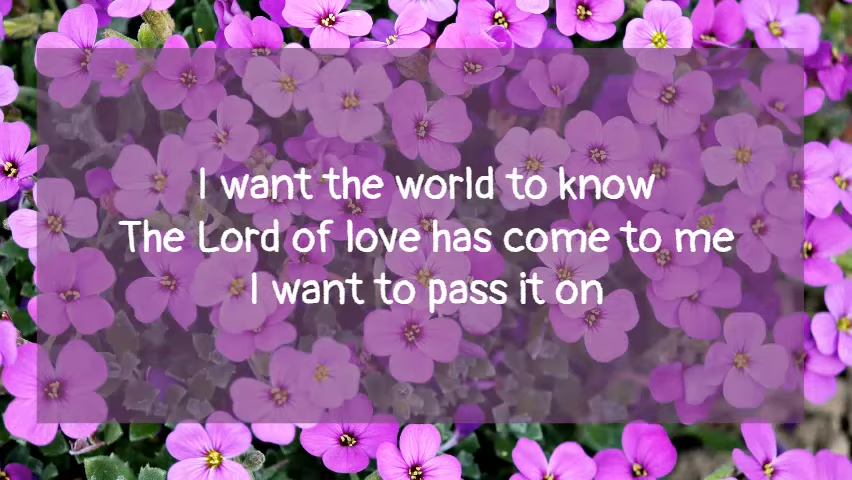 I want the world to know
The Lord of love has come to me
I want to pass it on